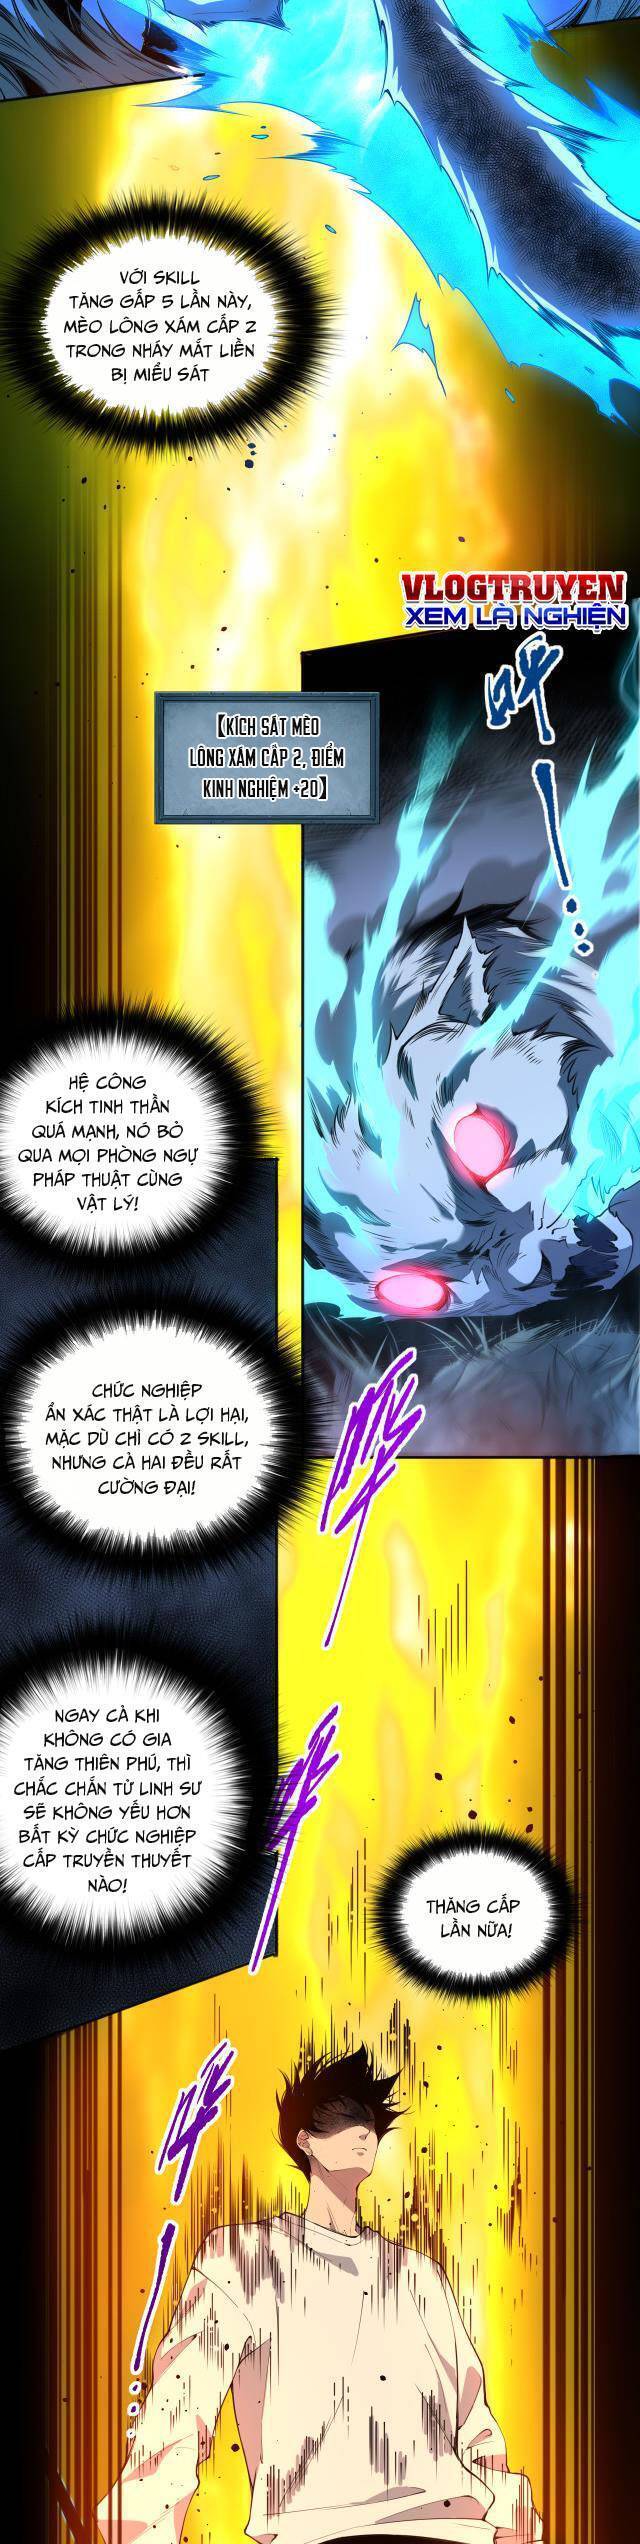 VỚI SKILL
TĂNG GẤP 5 LẦN NÀY,
MÈO LÔNG XÁM CẤP 2
TRONG NHÁY MẮT LIỀN
BỊ MIỂU SÁT
VLOGTRUYEN
XEM LÀ NGHIỆN
【KÍCH SÁT MÈO
LÔNG XÁM CẤP 2, ĐIỂM
KINH NGHIỆM +20】
HỆ CÔNG
KÍCH TINH THẦN
QUÁ MẠNH, NÓ BỎ
QUA MỌI PHÒNG NGỰ
PHÁP THUẬT CÙNG
VẬT LÝ!
CHỨC NGHIỆP
ẨN XÁC THẬT LÀ LỢI HẠI,
MẶC DÙ CHỈ CÓ 2 SKILL,
NHƯNG CẢ HAI ĐỀU RẤT
CƯỜNG ĐẠI!
NGAY CẢ KHI
KHÔNG CÓ GIA
TĂNG THIÊN PHÚ, THÌ
CHẮC CHẮN TỬ LINH SƯ
SẼ KHÔNG YẾU HƠN
BẤT KỲ CHỨC NGHIỆP
CẤP TRUYỀN THUYẾT
NÀO!
THĂNG CẤP
LẦN NỮA!